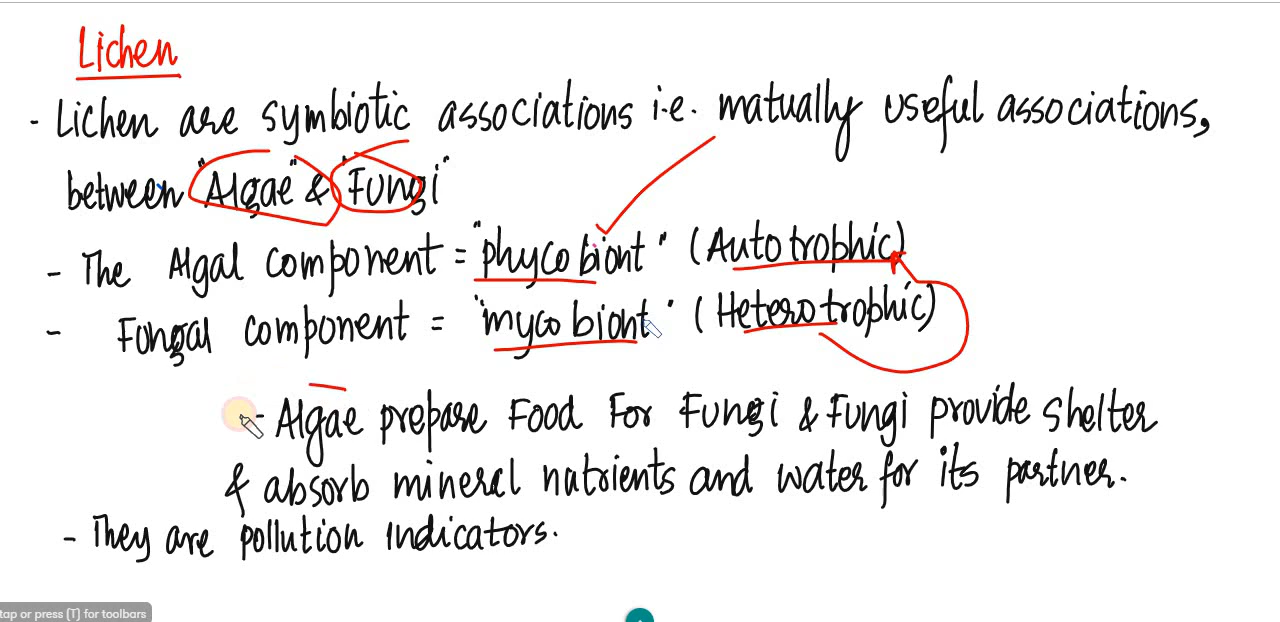 Lichen
- Lichen are symbiotic associations i.e. matually useful associations,
between "Algae" & "Fungi"
- The Algal component = "phycobiont" (Autotrophic)
- Fongal component = "mycobiont" (Heterotrophic)
- Algae prepare Food For Fungi & Fungi provide shelter
& absorb mineral nutrients and water for its partner.
- They are pollution indicators.
tap or press (T) for toolbars